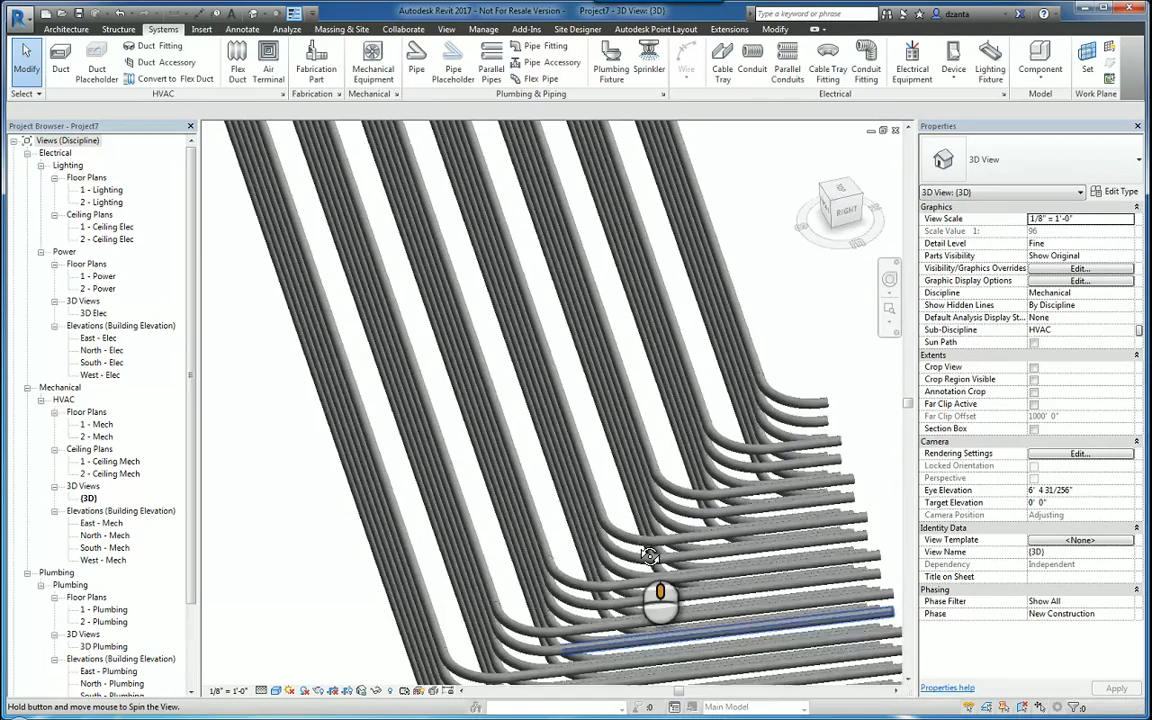 Autodesk Revit 2017 - Not For Resale Version - Project7 - 3D View: {3D}
Type a keyword or phrase
dzanta
Architecture Structure Systems Insert Annotate Analyze Massing & Site Collaborate View Manage Add-Ins Site Designer Autodesk Point Layout Extensions Modify
Modify
Duct
Duct Placeholder
Duct Fitting
Duct Accessory
Convert to Flex Duct
Flex Duct
Air Terminal
Fabrication Part
Mechanical Equipment
Pipe
Pipe Placeholder
Parallel Pipes
Pipe Fitting
Pipe Accessory
Flex Pipe
Plumbing Fixture
Sprinkler
Wire
Cable Tray
Conduit
Parallel Conduits
Cable Tray Fitting
Conduit Fitting
Electrical Equipment
Device
Lighting Fixture
Component
Set
Select HVAC Fabrication Mechanical Plumbing & Piping Electrical Model Work Plane
Project Browser - Project7
Views (Discipline)
Electrical
Lighting
Floor Plans
1 - Lighting
2 - Lighting
Ceiling Plans
1 - Ceiling Elec
2 - Ceiling Elec
Power
Floor Plans
1 - Power
2 - Power
3D Views
3D Elec
Elevations (Building Elevation)
East - Elec
North - Elec
South - Elec
West - Elec
Mechanical
HVAC
Floor Plans
1 - Mech
2 - Mech
Ceiling Plans
1 - Ceiling Mech
2 - Ceiling Mech
3D Views
{3D}
Elevations (Building Elevation)
East - Mech
North - Mech
South - Mech
West - Mech
Plumbing
Plumbing
Floor Plans
1 - Plumbing
2 - Plumbing
3D Views
3D Plumbing
Elevations (Building Elevation)
East - Plumbing
North - Plumbing
South - Plumbing
RIGHT
Properties
3D View
3D View: {3D} Edit Type
Graphics
View Scale 1/8" = 1'-0"
Scale Value 1: 96
Detail Level Fine
Parts Visibility Show Original
Visibility/Graphics Overrides Edit...
Graphic Display Options Edit...
Discipline Mechanical
Show Hidden Lines By Discipline
Default Analysis Display St... None
Sub-Discipline HVAC
Sun Path
Extents
Crop View
Crop Region Visible
Annotation Crop
Far Clip Active
Far Clip Offset 1000' 0"
Section Box
Camera
Rendering Settings Edit...
Locked Orientation
Perspective
Eye Elevation 6' 4 31/256"
Target Elevation 0' 0"
Camera Position Adjusting
Identity Data
View Template <None>
View Name {3D}
Dependency Independent
Title on Sheet
Phasing
Phase Filter Show All
Phase New Construction
Properties help Apply
1/8" = 1'-0"
Hold button and move mouse to Spin the View.
:0 Main Model :0